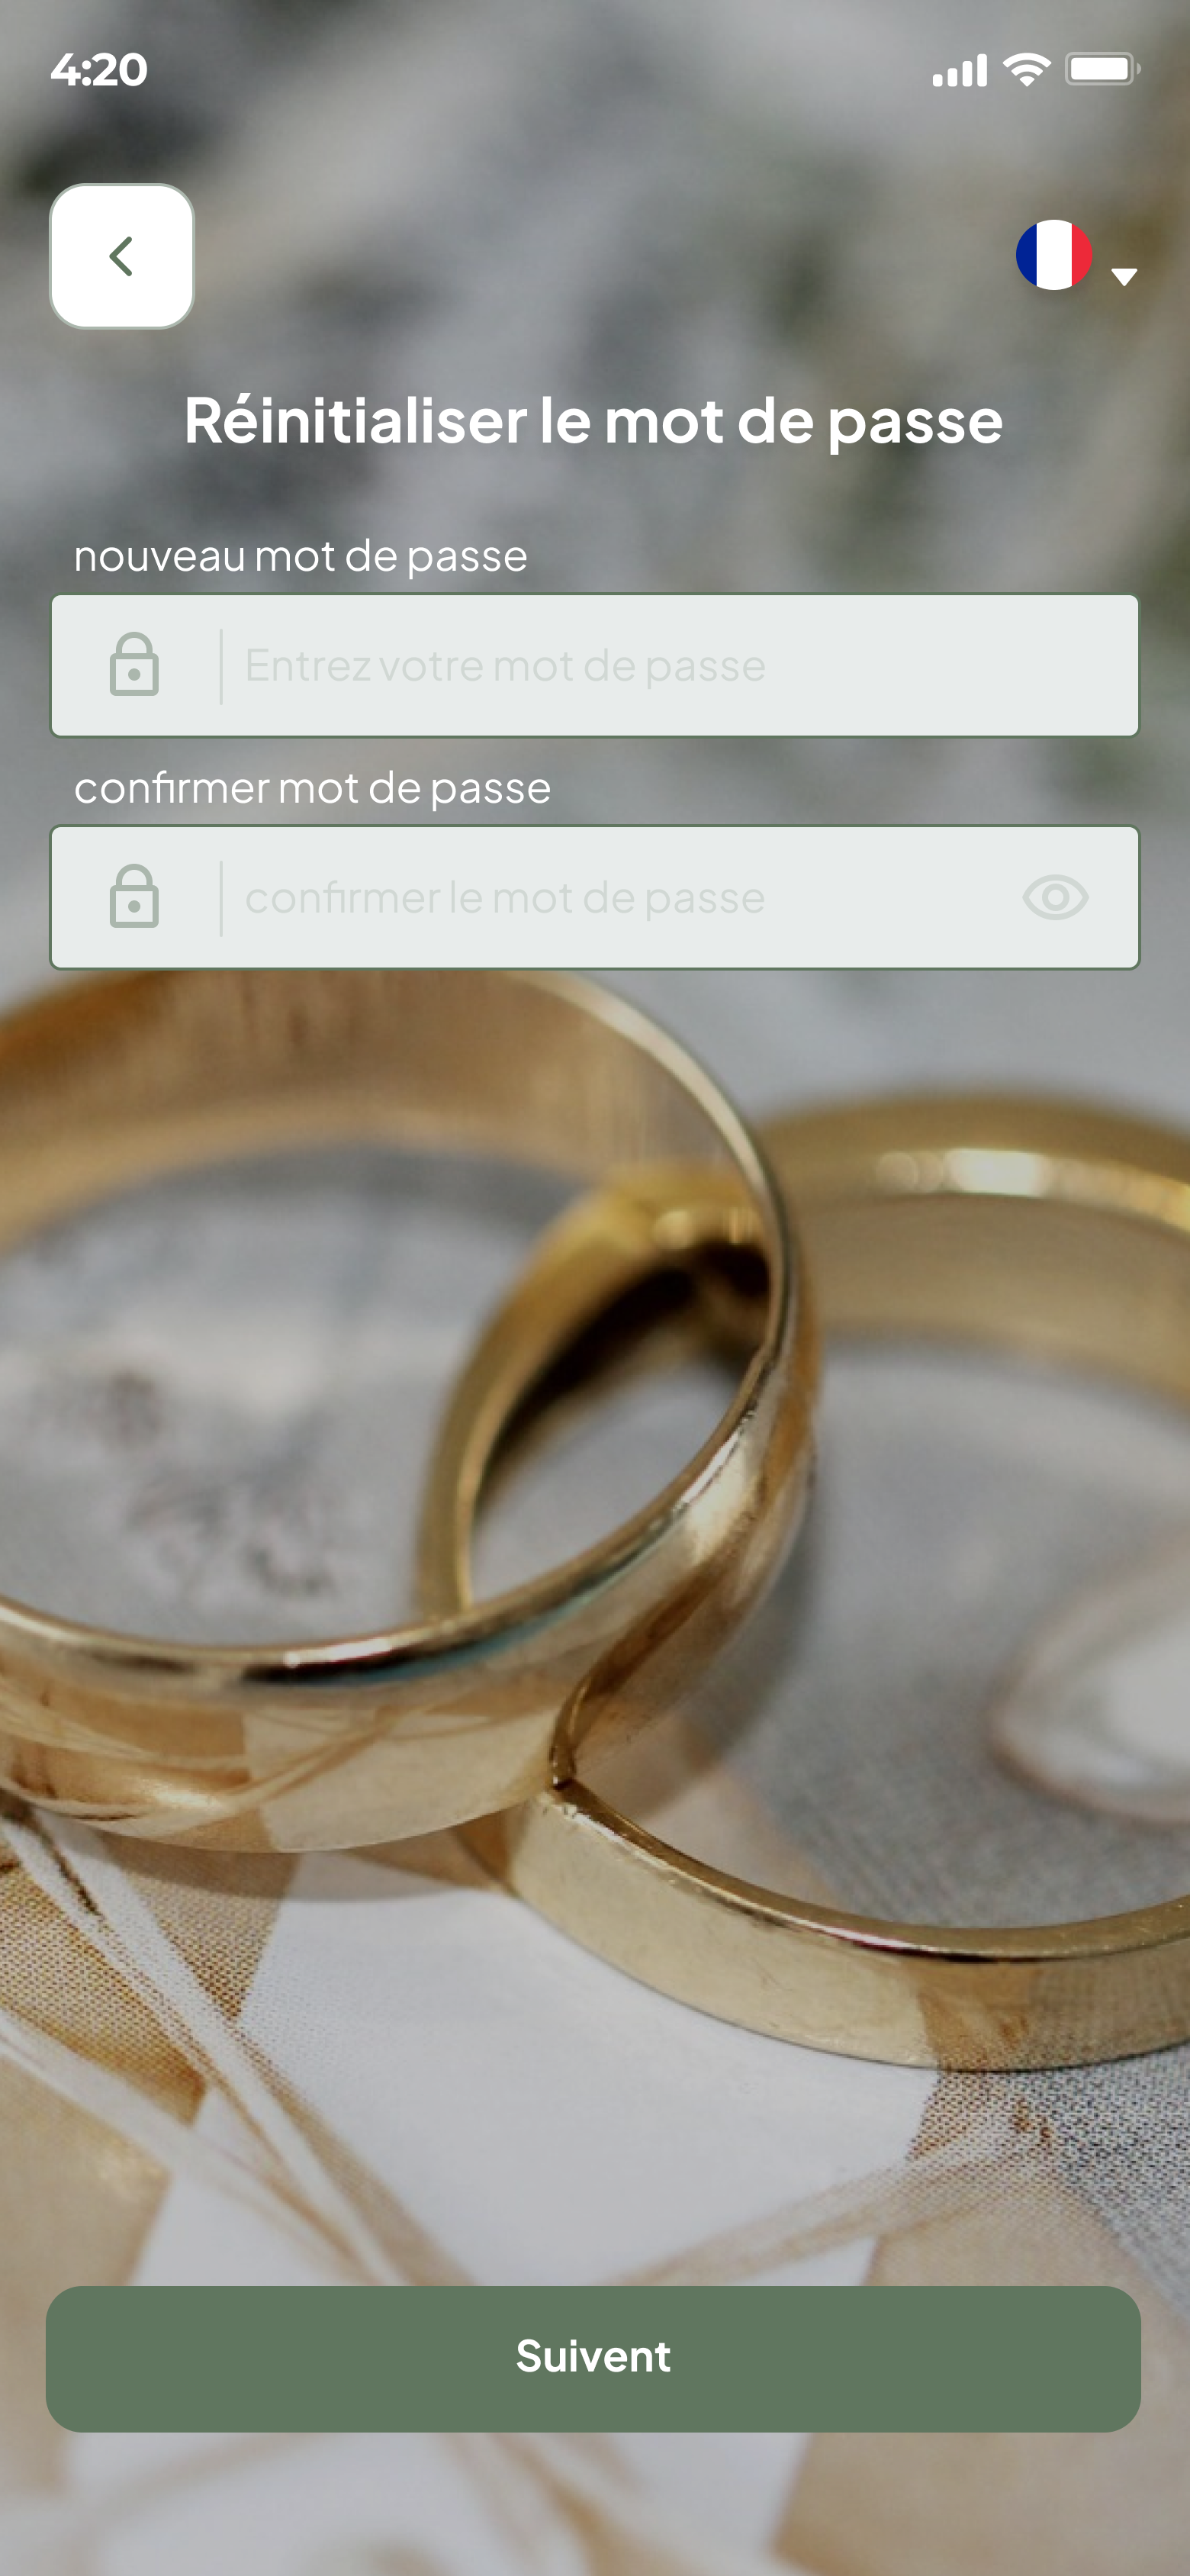 4:20
Réinitialiser le mot de passe
nouveau mot de passe
Entrez votre mot de passe
confirmer mot de passe
confirmer le mot de passe
Suivent